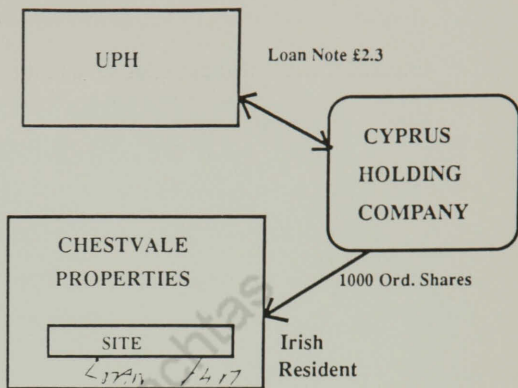 UPH
Loan Note £2.3
CYPRUS
HOLDING
COMPANY
CHESTVALE
PROPERTIES
1000 Ord. Shares
SITE
Irish
Resident